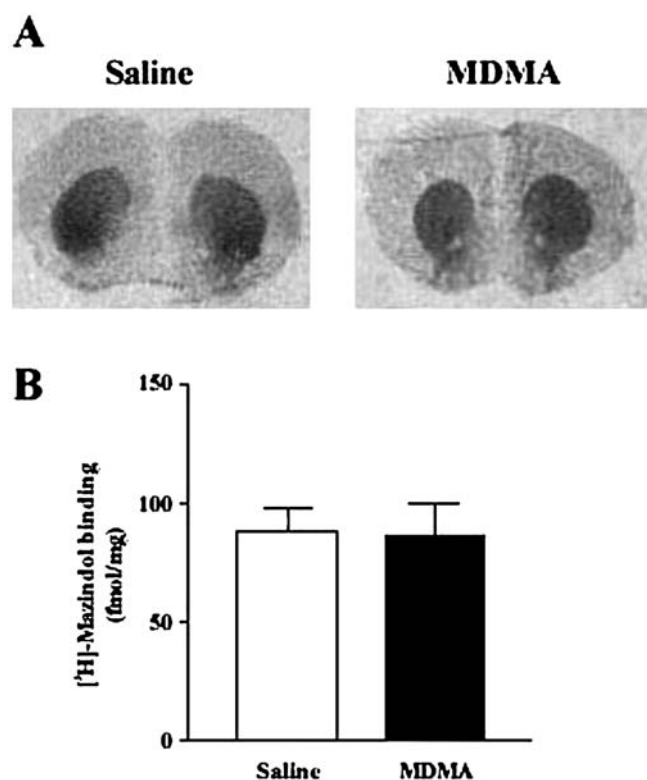 A
Saline MDMA
B
[³H]-Mazindol binding
(fmol/mg)
150
100
50
0
Saline MDMA